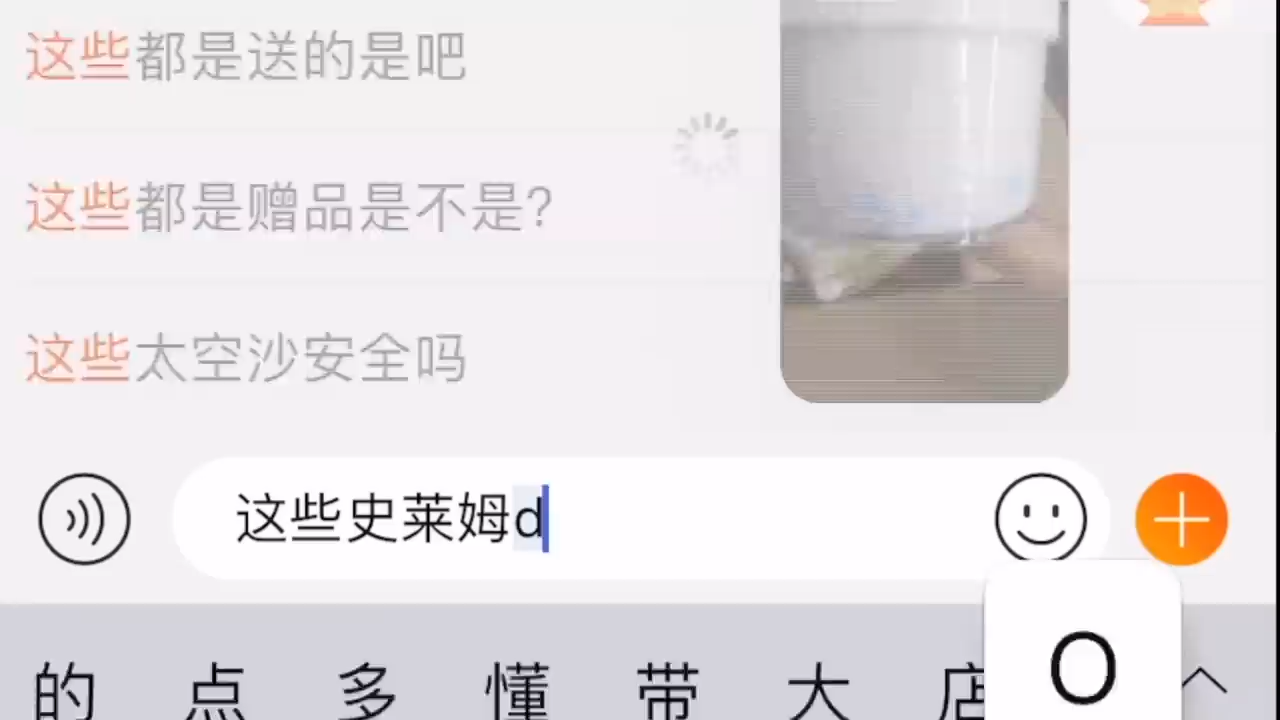 这些都是送的是吧
这些都是赠品是不是?
这些太空沙安全吗
这些史莱姆d
的 点 多 懂 带 大 店
O